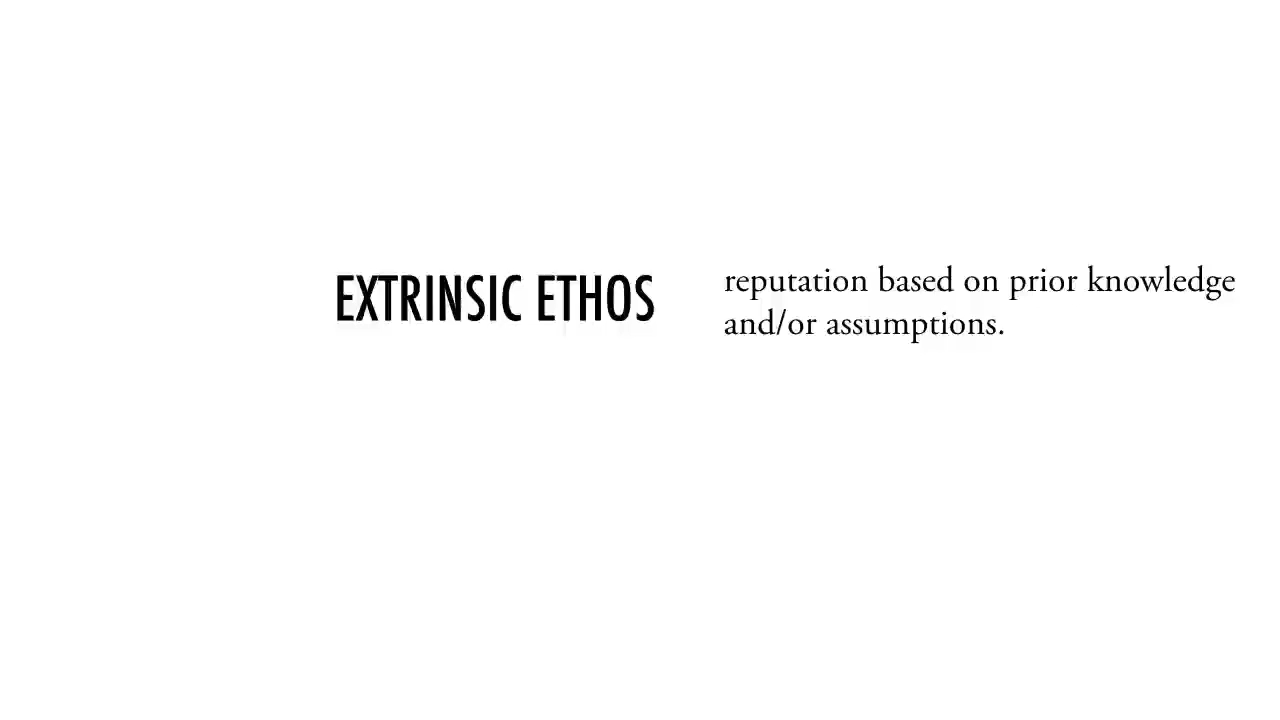 EXTRINSIC ETHOS
reputation based on prior knowledge
and/or assumptions.